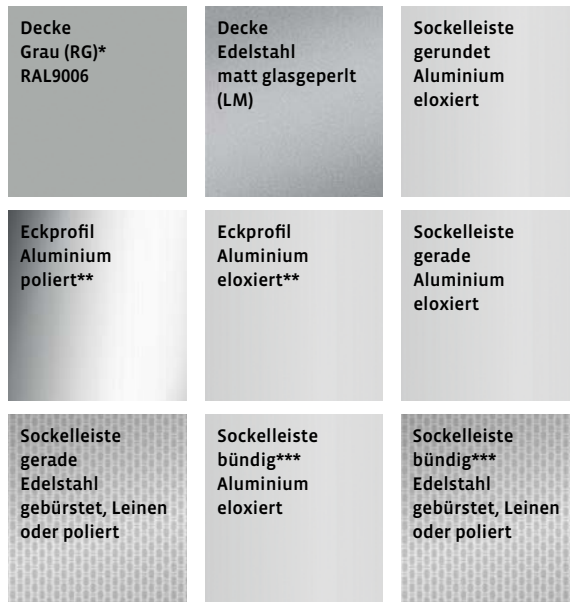 Decke
Grau (RG)*
RAL9006
Decke
Edelstahl
matt glasgeperlt
(LM)
Sockelleiste
gerundet
Aluminium
eloxiert
Eckprofil
Aluminium
poliert**
Eckprofil
Aluminium
eloxiert**
Sockelleiste
gerade
Aluminium
eloxiert
Sockelleiste
gerade
Edelstahl
gebürstet, Leinen
oder poliert
Sockelleiste
bündig***
Aluminium
eloxiert
Sockelleiste
bündig***
Edelstahl
gebürstet, Leinen
oder poliert